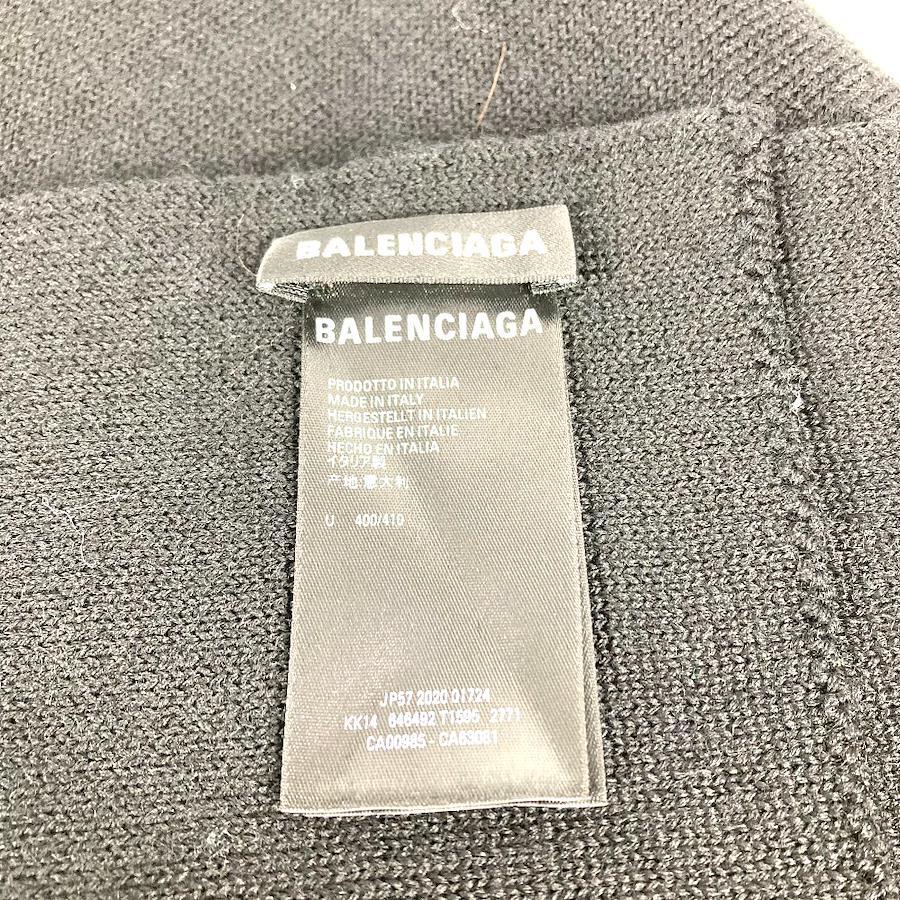 BALENCIAGA
BALENCIAGA
PRODOTTO IN ITALIA
MADE IN ITALY
HERGESTELLT IN ITALIEN
FABRIQUE EN ITALIE
HECHO EN ITALIA
イタリア製
产地:意大利
U 400/410
JP57 2020 01724
KK14 646492 T1595 2771
CA00985 - CA63081